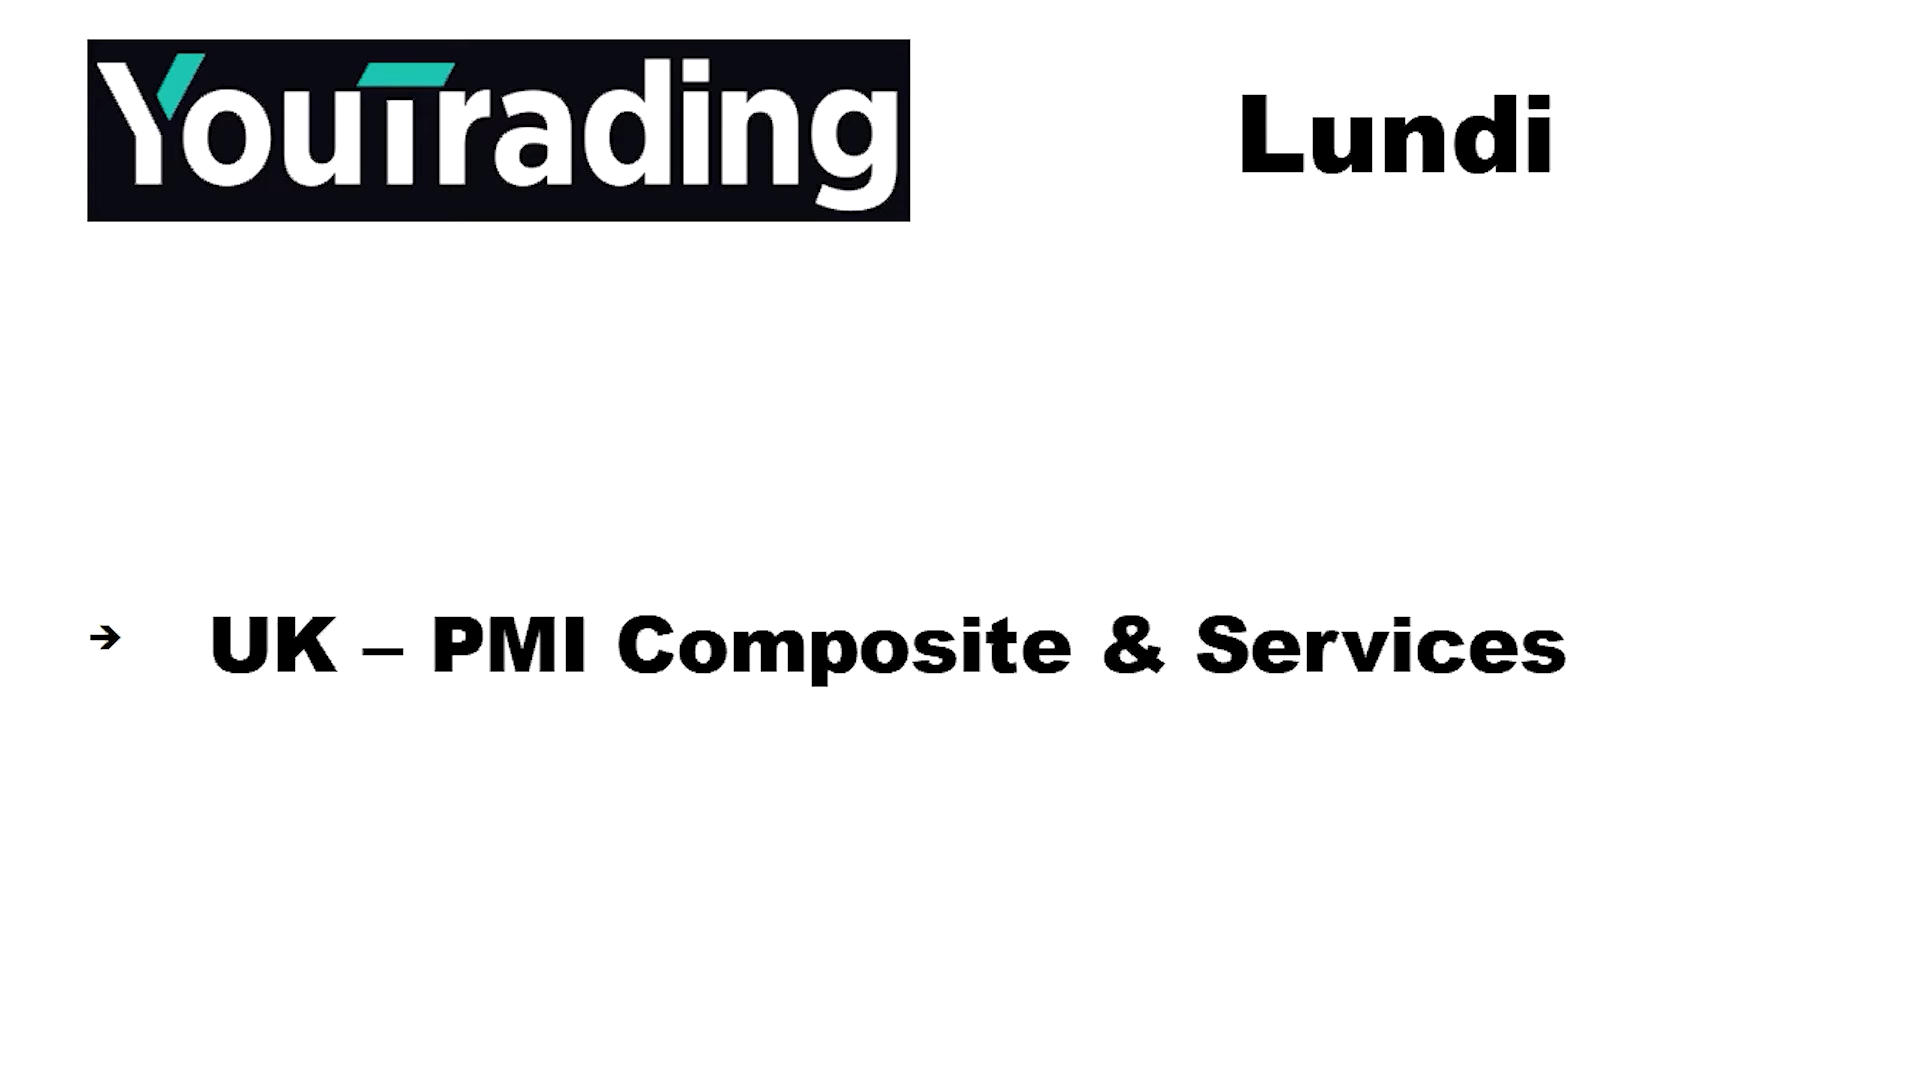 YouTrading
Lundi
➔ UK – PMI Composite & Services